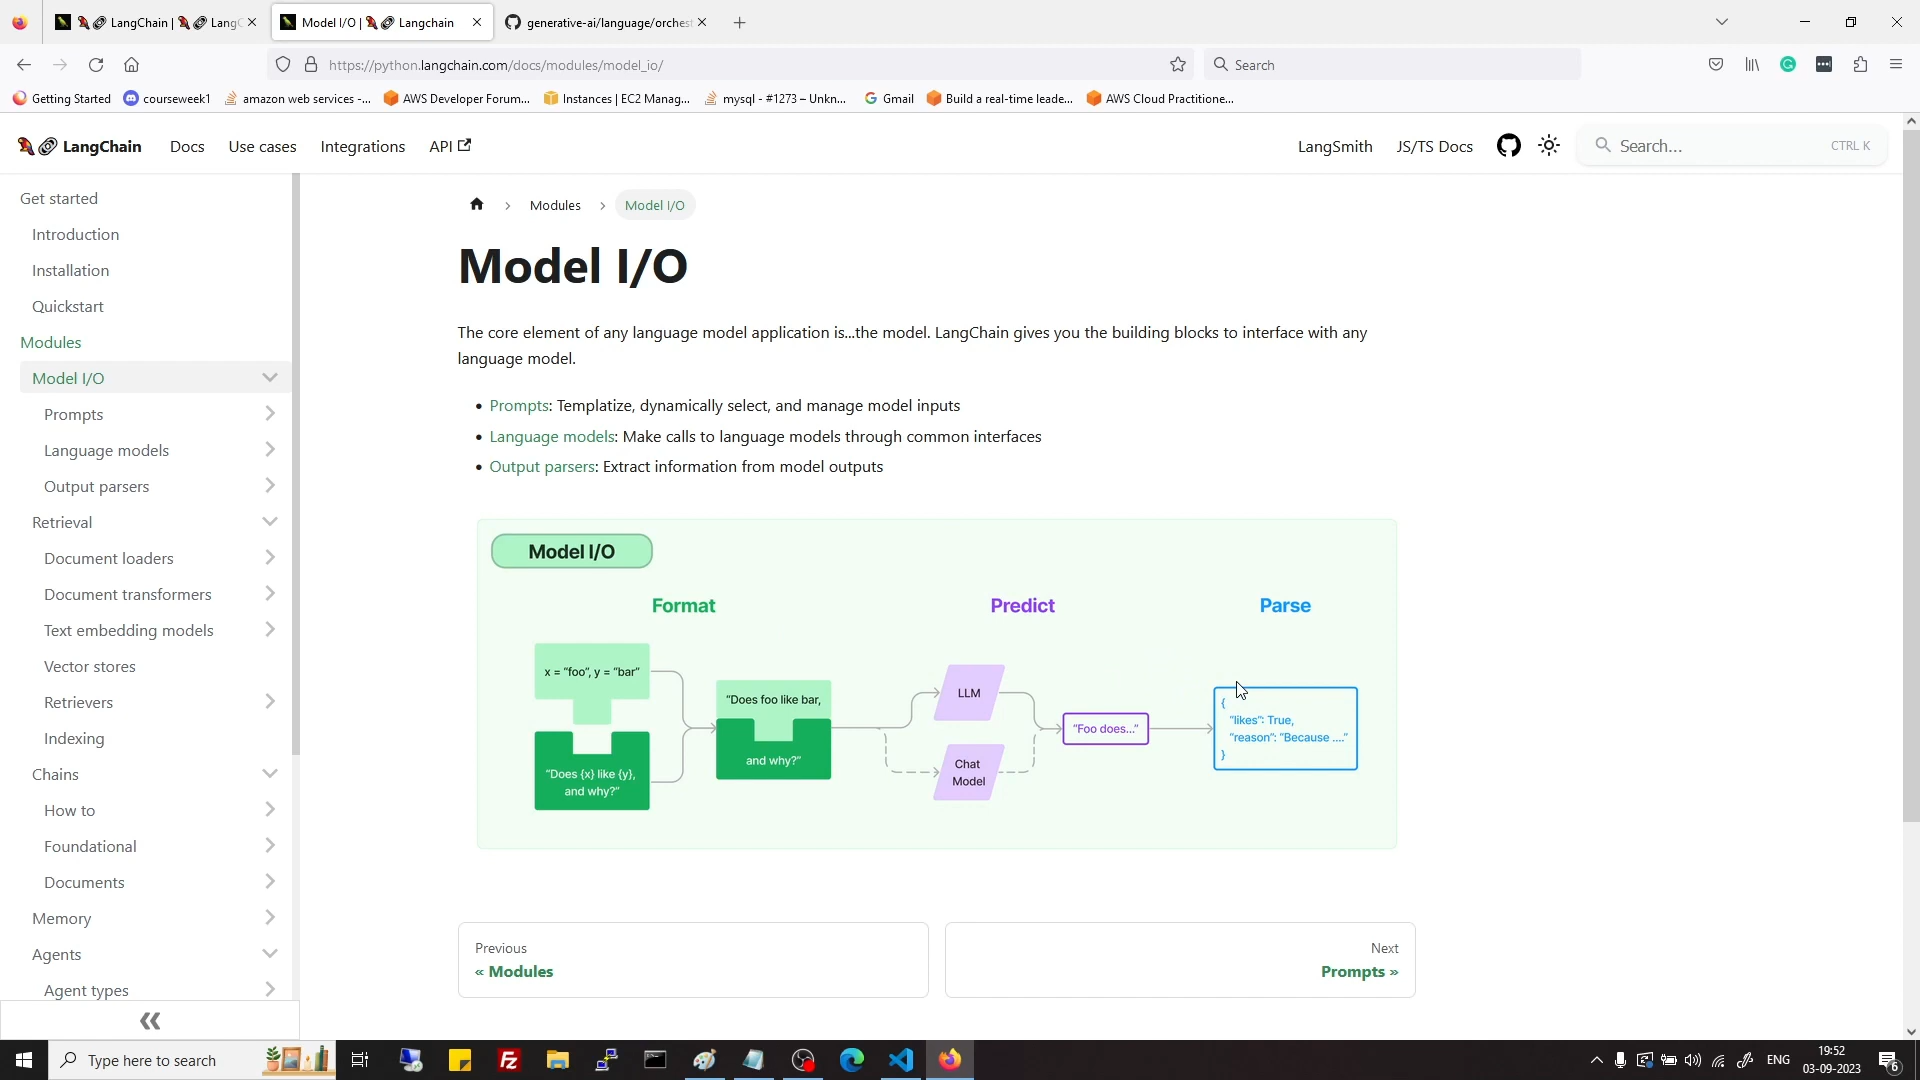 LangChain | LangC
Model I/O | Langchain
generative-ai/language/orchest
https://python.langchain.com/docs/modules/model_io/
Search
Getting Started
courseweek1
amazon web services -...
AWS Developer Forum...
Instances | EC2 Manag...
mysql - #1273 – Unkn...
Gmail
Build a real-time leade...
AWS Cloud Practitione...
LangChain
Docs
Use cases
Integrations
API
LangSmith
JS/TS Docs
Search...
CTRL K
Get started
Introduction
Installation
Quickstart
Modules
Model I/O
Prompts
Language models
Output parsers
Retrieval
Document loaders
Document transformers
Text embedding models
Vector stores
Retrievers
Indexing
Chains
How to
Foundational
Documents
Memory
Agents
Agent types
Modules
Model I/O
Model I/O
The core element of any language model application is...the model. LangChain gives you the building blocks to interface with any
language model.
• Prompts: Templatize, dynamically select, and manage model inputs
• Language models: Make calls to language models through common interfaces
• Output parsers: Extract information from model outputs
Model I/O
Format
Predict
Parse
x = “foo”, y = “bar”
“Does {x} like {y},
and why?”
“Does foo like bar,
and why?”
LLM
Chat
Model
“Foo does...”
{
“likes”: True,
“reason”: “Because ....”
}
Previous
« Modules
Next
Prompts »
Type here to search
ENG
19:52
03-09-2023
6